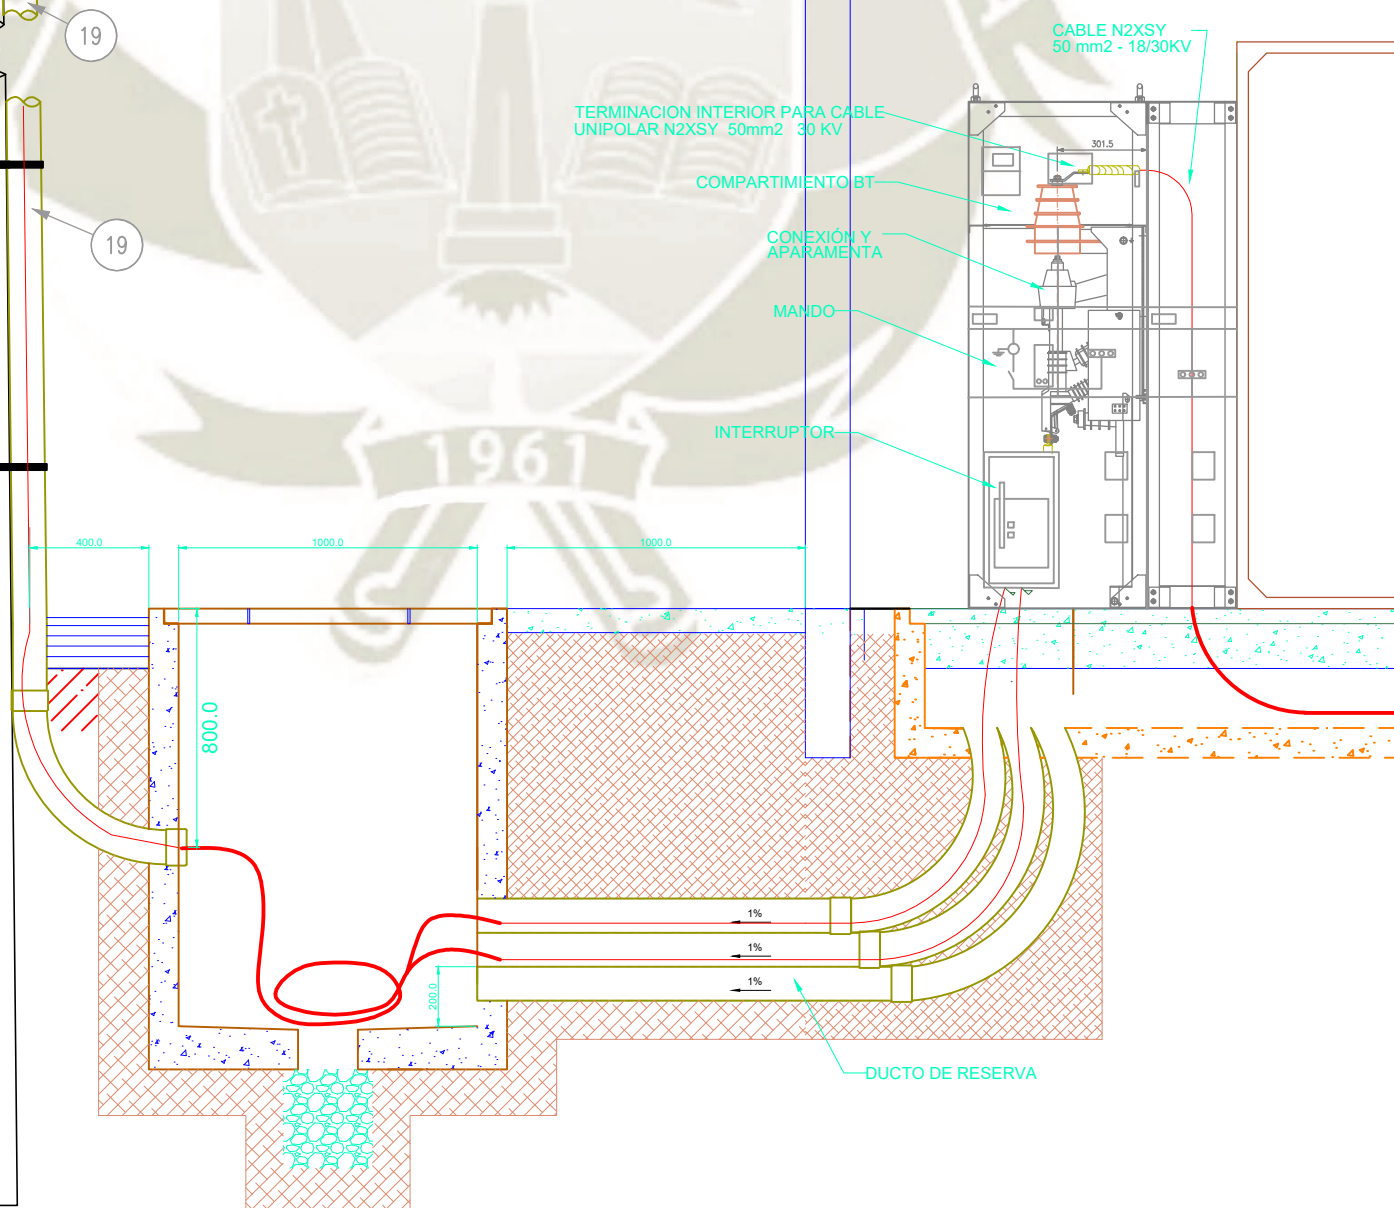 19
CABLE N2XSY
50 mm2 - 18/30KV
TERMINACION INTERIOR PARA CABLE
UNIPOLAR N2XSY 50mm2 30 KV
301.5
COMPARTIMIENTO BT
19
CONEXIÓN Y
APARAMENTA
MANDO
INTERRUPTOR
1961
400.0
1000.0
1000.0
800.0
1%
1%
1%
200.0
DUCTO DE RESERVA